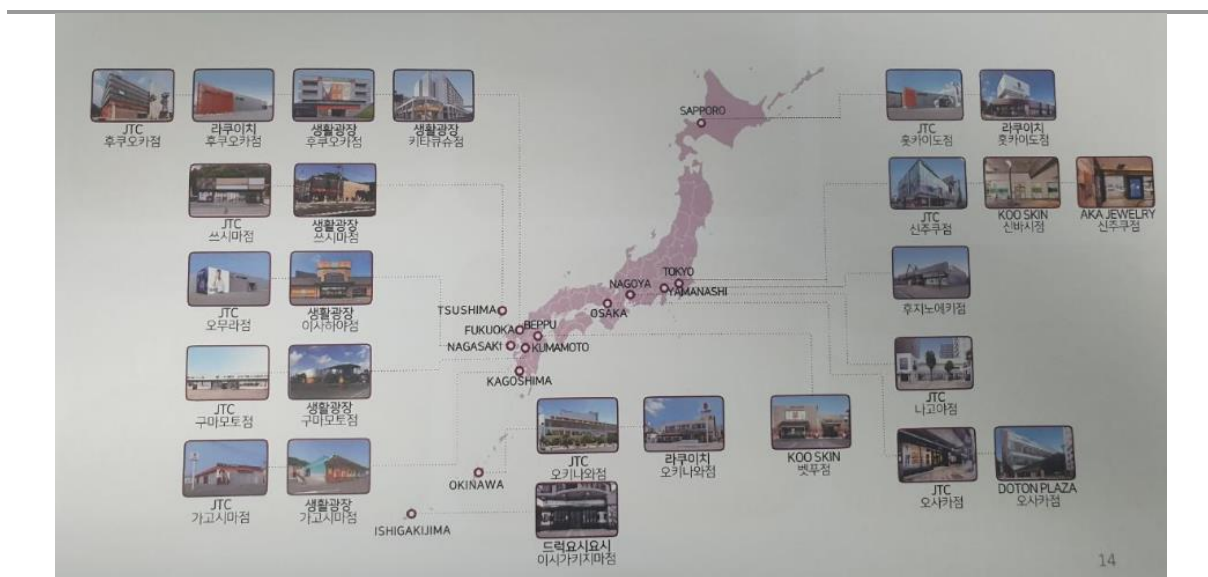 JTC
후쿠오카점
라쿠이치
후쿠오카점
생활광장
후쿠오카점
생활광장
키타큐슈점
SAPPORO
JTC
홋카이도점
라쿠이치
홋카이도점
JTC
쓰시마점
생활광장
쓰시마점
JTC
신주쿠점
KOO SKIN
신바시점
AKA JEWELRY
신주쿠점
JTC
오무라점
생활광장
이사하야점
TSUSHIMA
FUKUOKA
BEPPU
NAGASAKI
KUMAMOTO
KAGOSHIMA
NAGOYA
TOKYO
YAMANASHI
OSAKA
후지노에키점
JTC
구마모토점
생활광장
구마모토점
JTC
나고야점
JTC
가고시마점
생활광장
가고시마점
OKINAWA
ISHIGAKIJIMA
JTC
오키나와점
라쿠이치
오키나와점
KOO SKIN
벳푸점
JTC
오사카점
DOTON PLAZA
오사카점
드럭요시요시
이시가키지마점
14